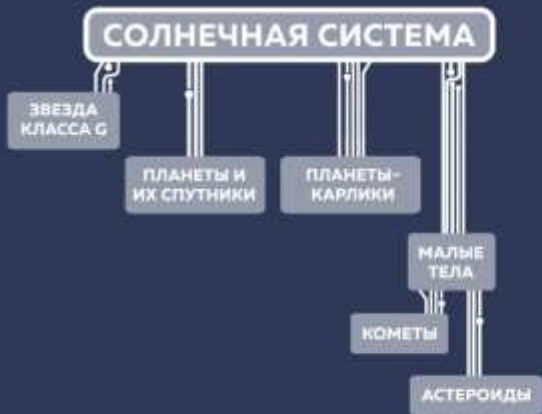 СОЛНЕЧНАЯ СИСТЕМА
ЗВЕЗДА
КЛАССА G
ПЛАНЕТЫ И
ИХ СПУТНИКИ
ПЛАНЕТЫ-
КАРЛИКИ
МАЛЫЕ
ТЕЛА
КОМЕТЫ
АСТЕРОИДЫ